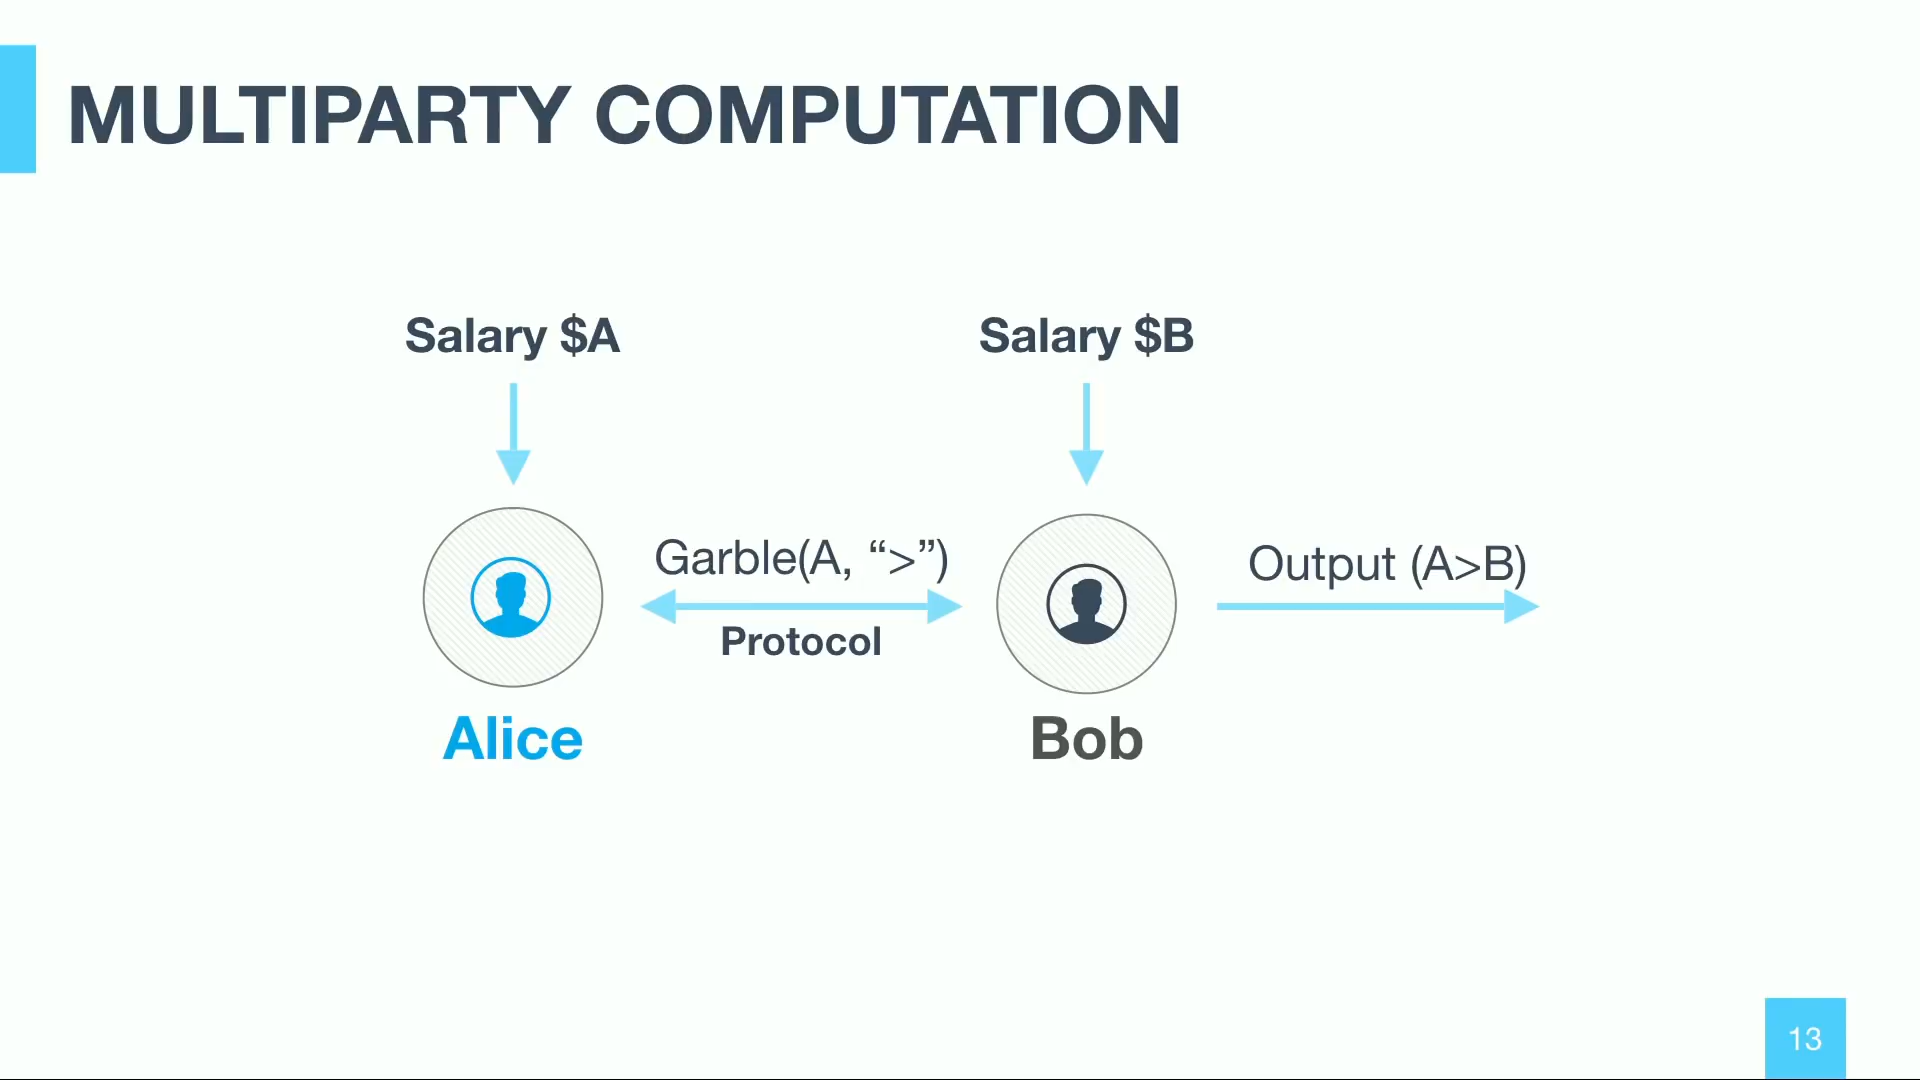 MULTIPARTY COMPUTATION
Salary $A
Salary $B
Garble(A, “>”)
Protocol
Output (A>B)
Alice
Bob
13